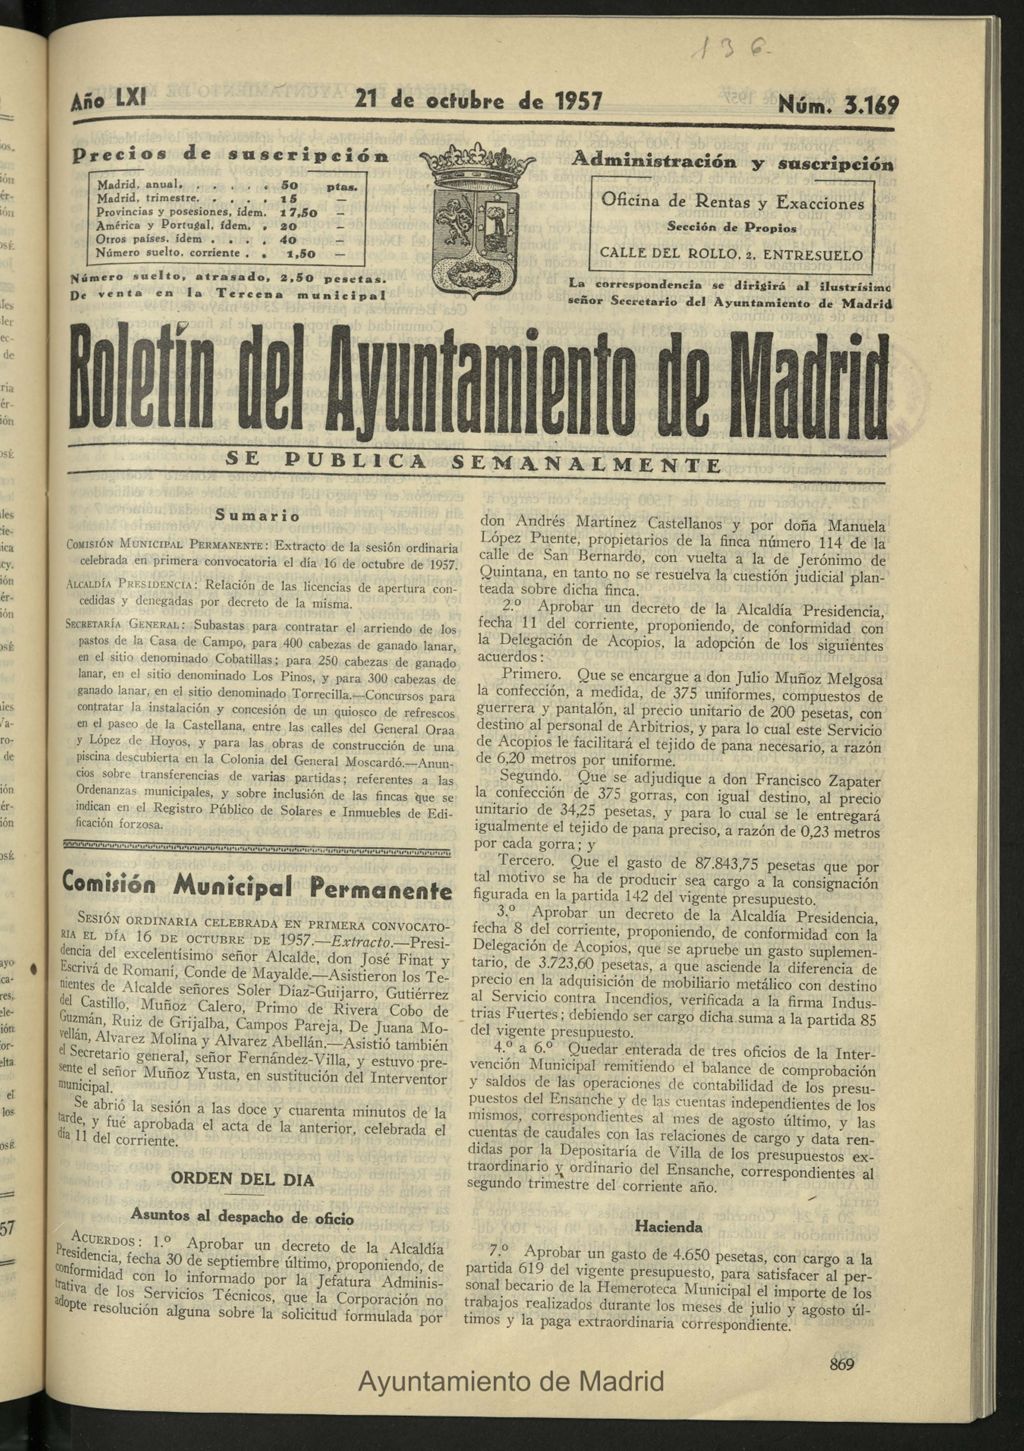 136.
Año LXI 21 de octubre de 1957 Núm. 3.169
Precios de suscripción
Madrid, anual. . . . . . 50 ptas.
Madrid, trimestre. . . . . 15 —
Provincias y posesiones, ídem. 17,50 —
América y Portugal, ídem. . 20 —
Otros países, ídem . . . . 40 —
Número suelto, corriente . . 1,50 —
Número suelto, atrasado, 2,50 pesetas.
De venta en la Tercena municipal
Administración y suscripción
Oficina de Rentas y Exacciones
Sección de Propios
CALLE DEL ROLLO, 2, ENTRESUELO
La correspondencia se dirigirá al ilustrísimo
señor Secretario del Ayuntamiento de Madrid
Boletín del Ayuntamiento de Madrid
SE PUBLICA SEMANALMENTE
Sumario
COMISIÓN MUNICIPAL PERMANENTE: Extracto de la sesión ordinaria
celebrada en primera convocatoria el día 16 de octubre de 1957.
ALCALDÍA PRESIDENCIA: Relación de las licencias de apertura con-
cedidas y denegadas por decreto de la misma.
SECRETARÍA GENERAL: Subastas para contratar el arriendo de los
pastos de la Casa de Campo, para 400 cabezas de ganado lanar,
en el sitio denominado Cobatillas; para 250 cabezas de ganado
lanar, en el sitio denominado Los Pinos, y para 300 cabezas de
ganado lanar, en el sitio denominado Torrecilla.—Concursos para
contratar la instalación y concesión de un quiosco de refrescos
en el paseo de la Castellana, entre las calles del General Oraa
y López de Hoyos, y para las obras de construcción de una
piscina descubierta en la Colonia del General Moscardó.—Anun-
cios sobre transferencias de varias partidas; referentes a las
Ordenanzas municipales, y sobre inclusión de las fincas que se
indican en el Registro Público de Solares e Inmuebles de Edi-
ficación forzosa.
Comisión Municipal Permanente
SESIÓN ORDINARIA CELEBRADA EN PRIMERA CONVOCATO-
RIA EL DÍA 16 DE OCTUBRE DE 1957.—Extracto.—Presi-
dencia del excelentísimo señor Alcalde, don José Finat y
Escrivá de Romaní, Conde de Mayalde.—Asistieron los Te-
nientes de Alcalde señores Soler Díaz-Guijarro, Gutiérrez
del Castillo, Muñoz Calero, Primo de Rivera Cobo de
Guzmán, Ruiz de Grijalba, Campos Pareja, De Juana Mo-
vellán, Alvarez Molina y Alvarez Abellán.—Asistió también
el Secretario general, señor Fernández-Villa, y estuvo pre-
sente el señor Muñoz Yusta, en sustitución del Interventor
municipal.
Se abrió la sesión a las doce y cuarenta minutos de la
tarde, y fué aprobada el acta de la anterior, celebrada el
día 11 del corriente.
ORDEN DEL DIA
Asuntos al despacho de oficio
ACUERDOS: 1.º Aprobar un decreto de la Alcaldía
Presidencia, fecha 30 de septiembre último, proponiendo, de
conformidad con lo informado por la Jefatura Adminis-
trativa de los Servicios Técnicos, que la Corporación no
adopte resolución alguna sobre la solicitud formulada por
don Andrés Martínez Castellanos y por doña Manuela
López Puente, propietarios de la finca número 114 de la
calle de San Bernardo, con vuelta a la de Jerónimo de
Quintana, en tanto no se resuelva la cuestión judicial plan-
teada sobre dicha finca.
2.º Aprobar un decreto de la Alcaldía Presidencia,
fecha 11 del corriente, proponiendo, de conformidad con
la Delegación de Acopios, la adopción de los siguientes
acuerdos:
Primero. Que se encargue a don Julio Muñoz Melgosa
la confección, a medida, de 375 uniformes, compuestos de
guerrera y pantalón, al precio unitario de 200 pesetas, con
destino al personal de Arbitrios, y para lo cual este Servicio
de Acopios le facilitará el tejido de pana necesario, a razón
de 6,20 metros por uniforme.
Segundo. Que se adjudique a don Francisco Zapater
la confección de 375 gorras, con igual destino, al precio
unitario de 34,25 pesetas, y para lo cual se le entregará
igualmente el tejido de pana preciso, a razón de 0,23 metros
por cada gorra; y
Tercero. Que el gasto de 87.843,75 pesetas que por
tal motivo se ha de producir sea cargo a la consignación
figurada en la partida 142 del vigente presupuesto.
3.º Aprobar un decreto de la Alcaldía Presidencia,
fecha 8 del corriente, proponiendo, de conformidad con la
Delegación de Acopios, que se apruebe un gasto suplemen-
tario, de 3.723,60 pesetas, a que asciende la diferencia de
precio en la adquisición de mobiliario metálico con destino
al Servicio contra Incendios, verificada a la firma Indus-
trias Fuertes; debiendo ser cargo dicha suma a la partida 85
del vigente presupuesto.
4.º a 6.º Quedar enterada de tres oficios de la Inter-
vención Municipal remitiendo el balance de comprobación
y saldos de las operaciones de contabilidad de los presu-
puestos del Ensanche y de las cuentas independientes de los
mismos, correspondientes al mes de agosto último, y las
cuentas de caudales con las relaciones de cargo y data ren-
didas por la Depositaría de Villa de los presupuestos ex-
traordinario y ordinario del Ensanche, correspondientes al
segundo trimestre del corriente año.
Hacienda
7.º Aprobar un gasto de 4.650 pesetas, con cargo a la
partida 619 del vigente presupuesto, para satisfacer al per-
sonal becario de la Hemeroteca Municipal el importe de los
trabajos realizados durante los meses de julio y agosto úl-
timos y la paga extraordinaria correspondiente.
869
Ayuntamiento de Madrid